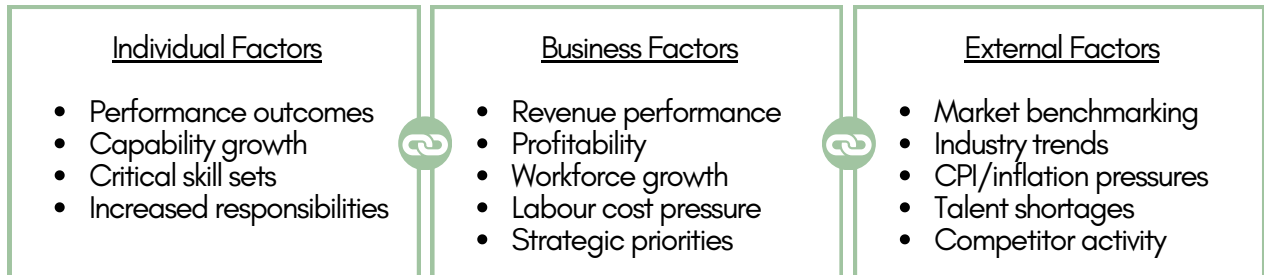 Individual Factors
• Performance outcomes
• Capability growth
• Critical skill sets
• Increased responsibilities
Business Factors
• Revenue performance
• Profitability
• Workforce growth
• Labour cost pressure
• Strategic priorities
External Factors
• Market benchmarking
• Industry trends
• CPI/inflation pressures
• Talent shortages
• Competitor activity